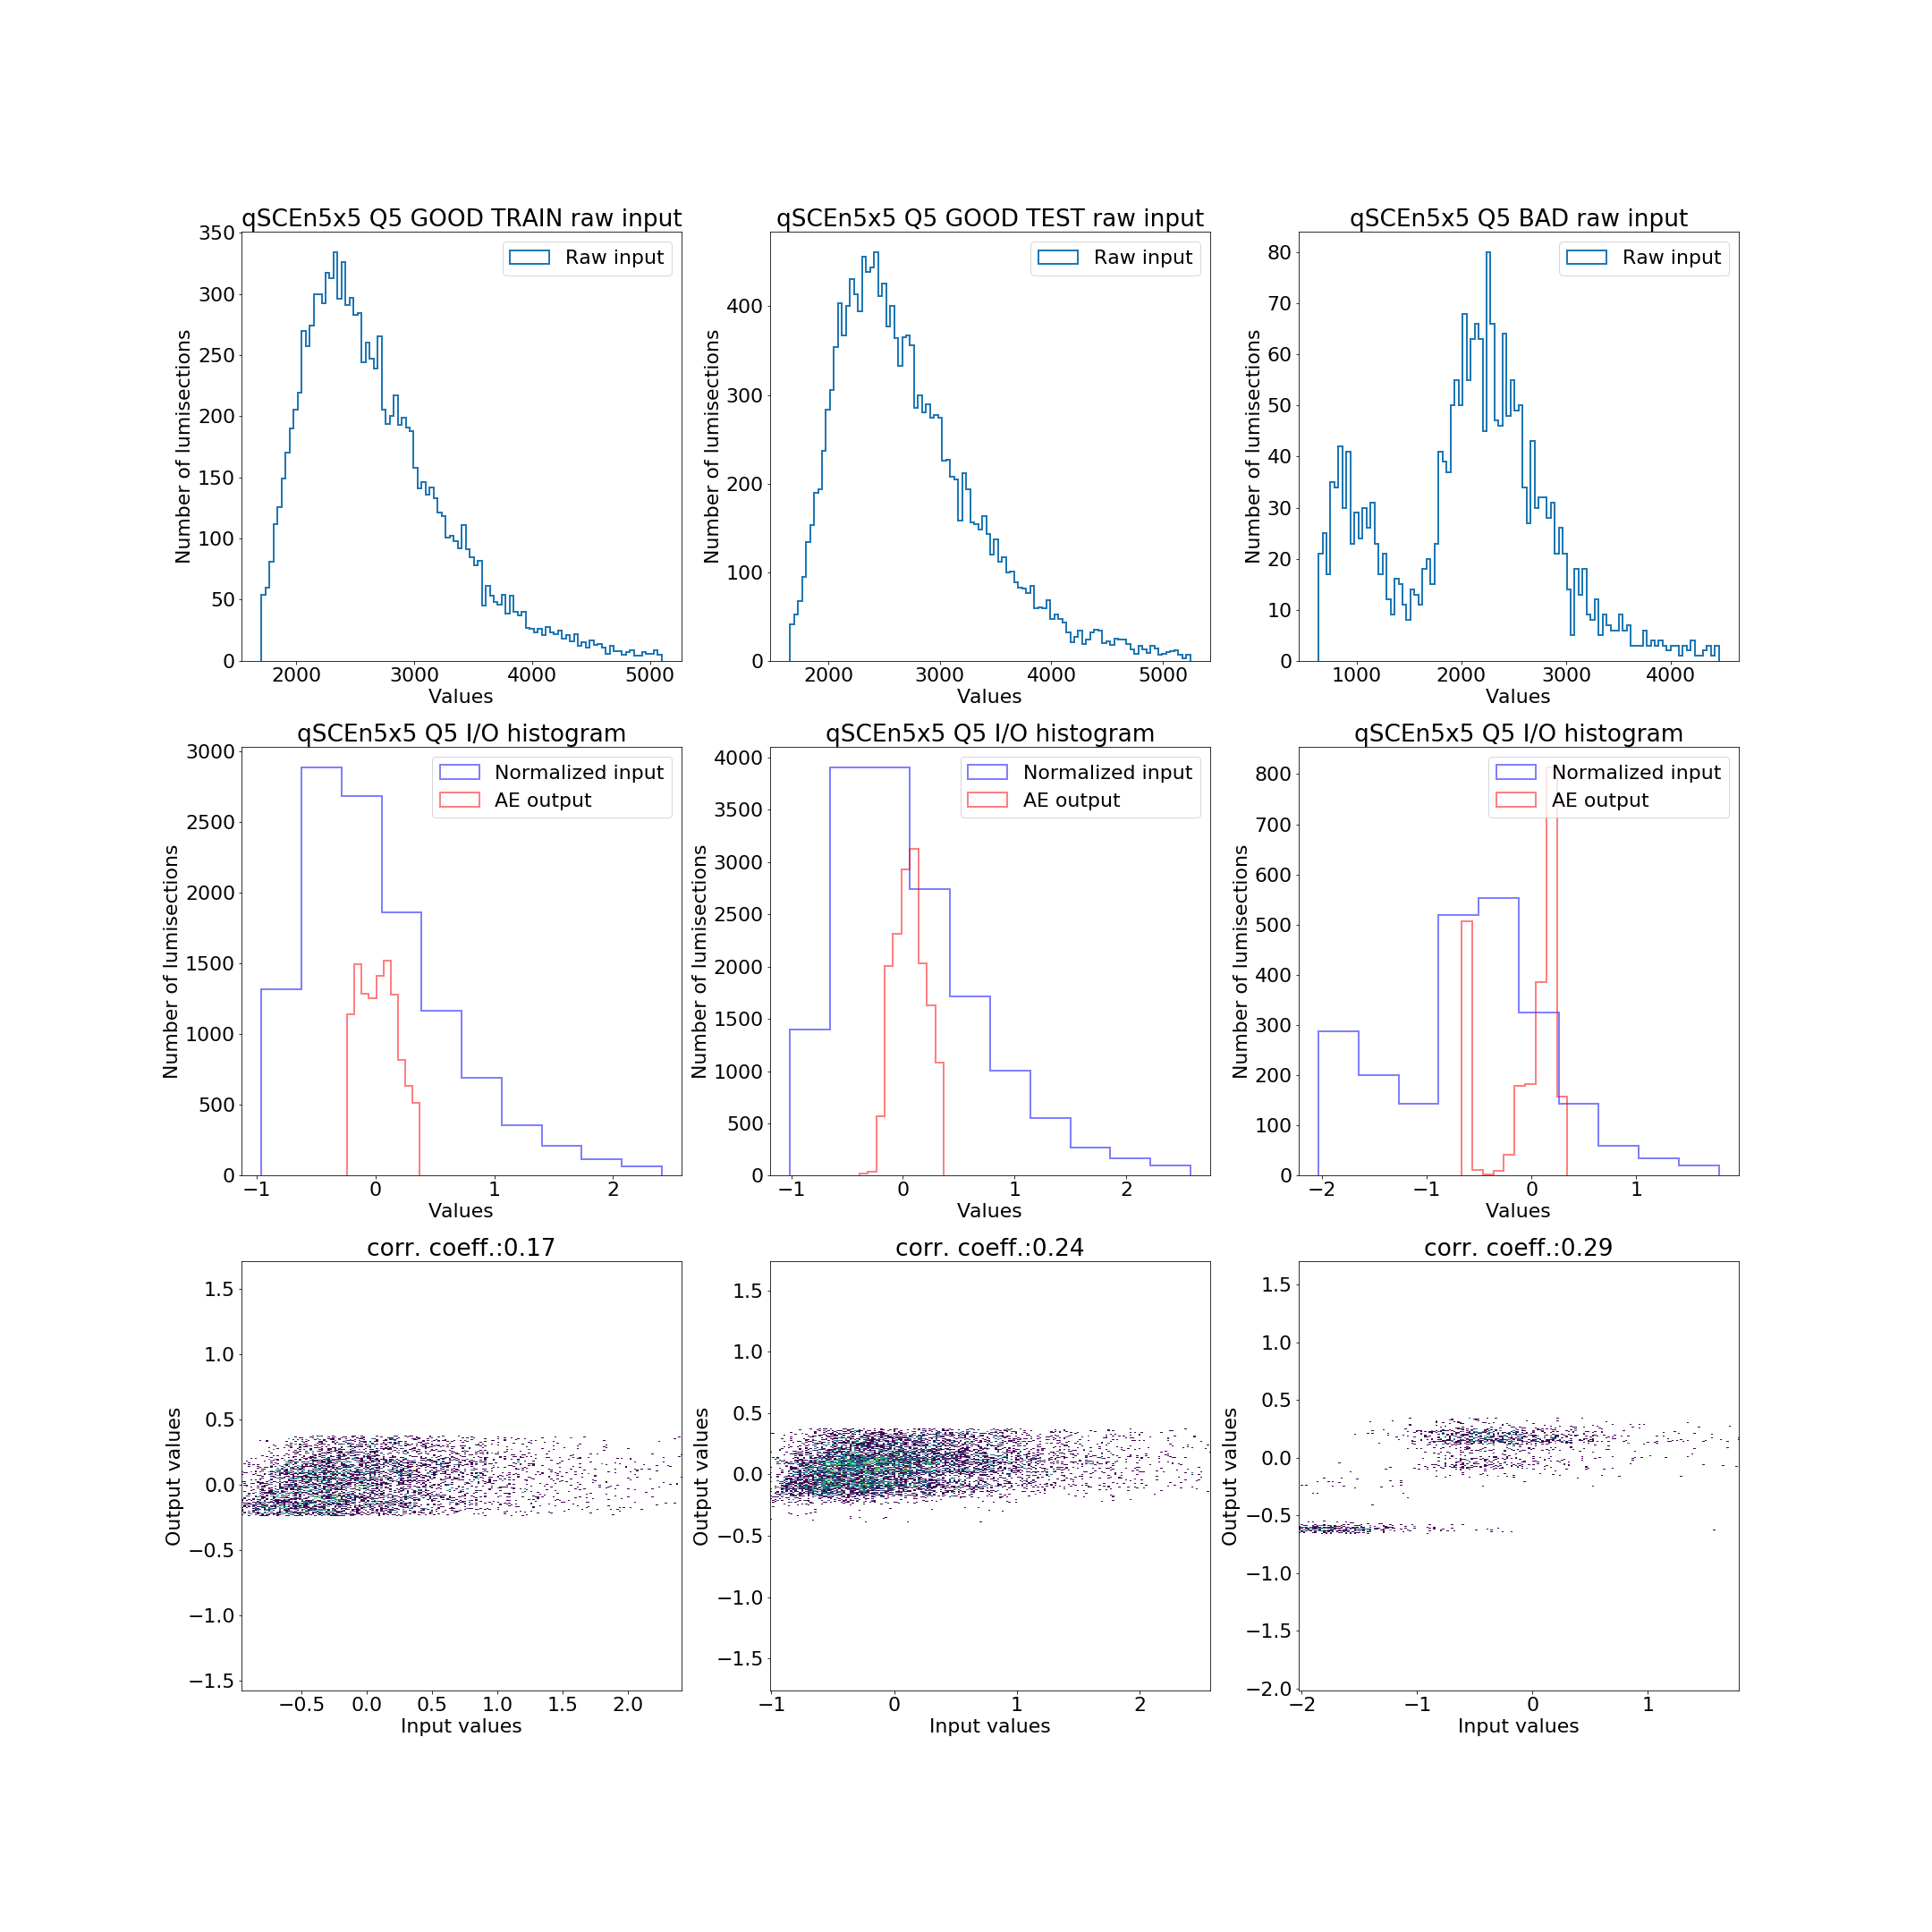 qSCEn5x5 Q5 GOOD TRAIN raw input
Number of lumisections
350
300
250
200
150
100
50
0
Raw input
2000 3000 4000 5000
Values
qSCEn5x5 Q5 GOOD TEST raw input
Number of lumisections
400
300
200
100
0
Raw input
2000 3000 4000 5000
Values
qSCEn5x5 Q5 BAD raw input
Number of lumisections
80
70
60
50
40
30
20
10
0
Raw input
1000 2000 3000 4000
Values
qSCEn5x5 Q5 I/O histogram
Number of lumisections
3000
2500
2000
1500
1000
500
0
Normalized input
AE output
−1 0 1 2
Values
qSCEn5x5 Q5 I/O histogram
Number of lumisections
4000
3500
3000
2500
2000
1500
1000
500
0
Normalized input
AE output
−1 0 1 2
Values
qSCEn5x5 Q5 I/O histogram
Number of lumisections
800
700
600
500
400
300
200
100
0
Normalized input
AE output
−2 −1 0 1
Values
corr. coeff.:0.17
Output values
1.5
1.0
0.5
0.0
−0.5
−1.0
−1.5
−0.5 0.0 0.5 1.0 1.5 2.0
Input values
corr. coeff.:0.24
Output values
1.5
1.0
0.5
0.0
−0.5
−1.0
−1.5
−1 0 1 2
Input values
corr. coeff.:0.29
Output values
1.5
1.0
0.5
0.0
−0.5
−1.0
−1.5
−2.0
−2 −1 0 1
Input values